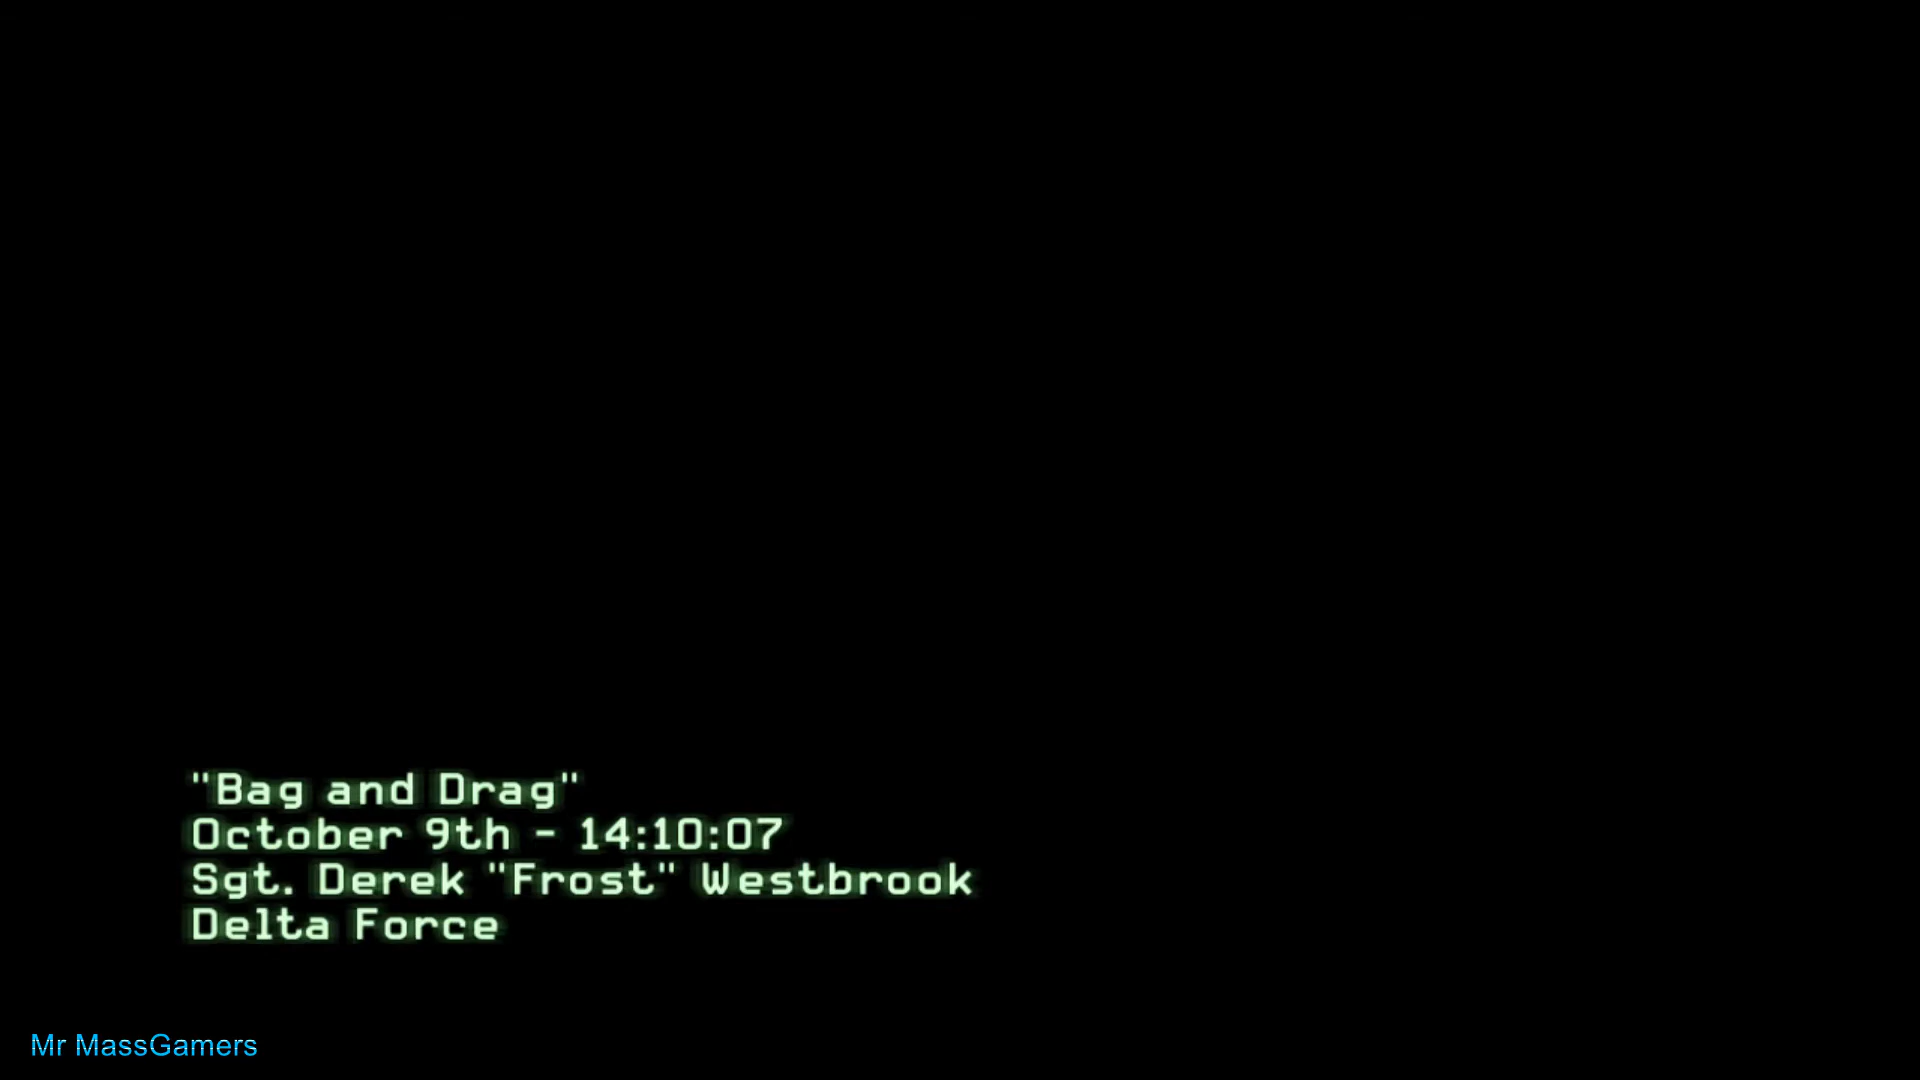 "Bag and Drag"
October 9th - 14:10:07
Sgt. Derek "Frost" Westbrook
Delta Force
Mr MassGamers